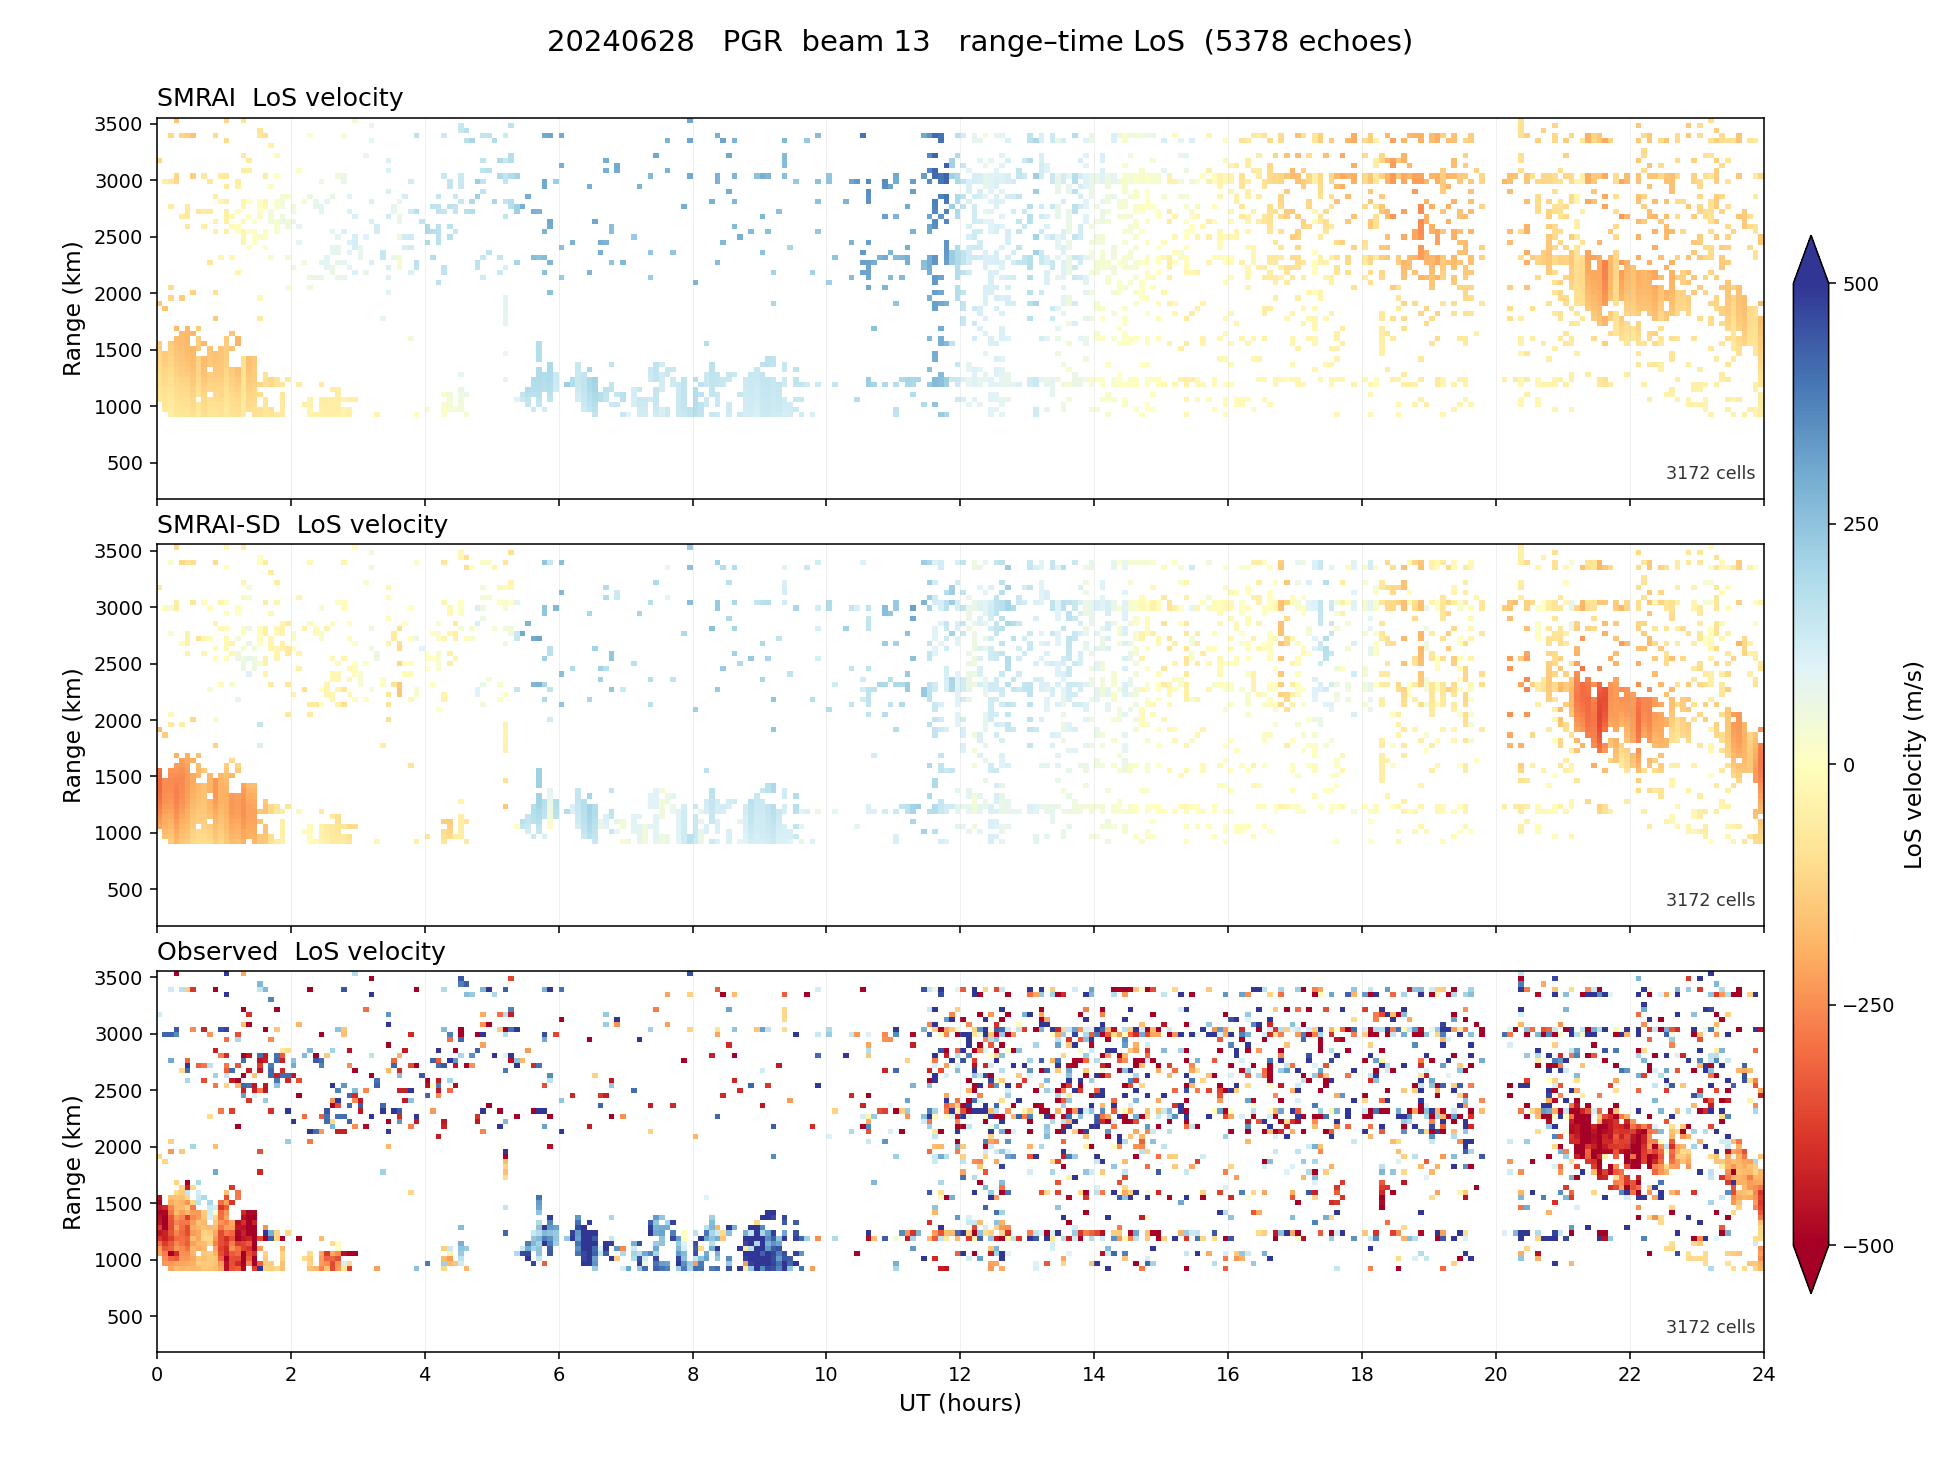 20240628   PGR  beam 13   range–time LoS  (5378 echoes)
SMRAI  LoS velocity
3500
3000
2500
2000
1500
1000
500
Range (km)
3172 cells
SMRAI-SD  LoS velocity
3500
3000
2500
2000
1500
1000
500
Range (km)
3172 cells
Observed  LoS velocity
3500
3000
2500
2000
1500
1000
500
Range (km)
3172 cells
0 2 4 6 8 10 12 14 16 18 20 22 24
UT (hours)
500
250
0
−250
−500
LoS velocity (m/s)